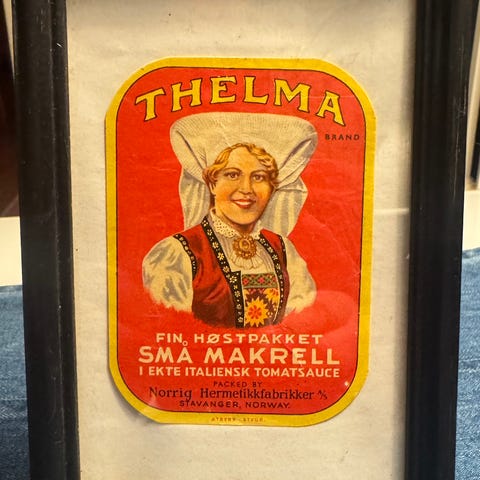 THELMA
BRAND
FIN, HØSTPAKKET
SMÅ MAKRELL
I EKTE ITALIENSK TOMATSAUCE
PACKED BY
Norrig Hermetikkfabrikker A/S
STAVANGER, NORWAY.